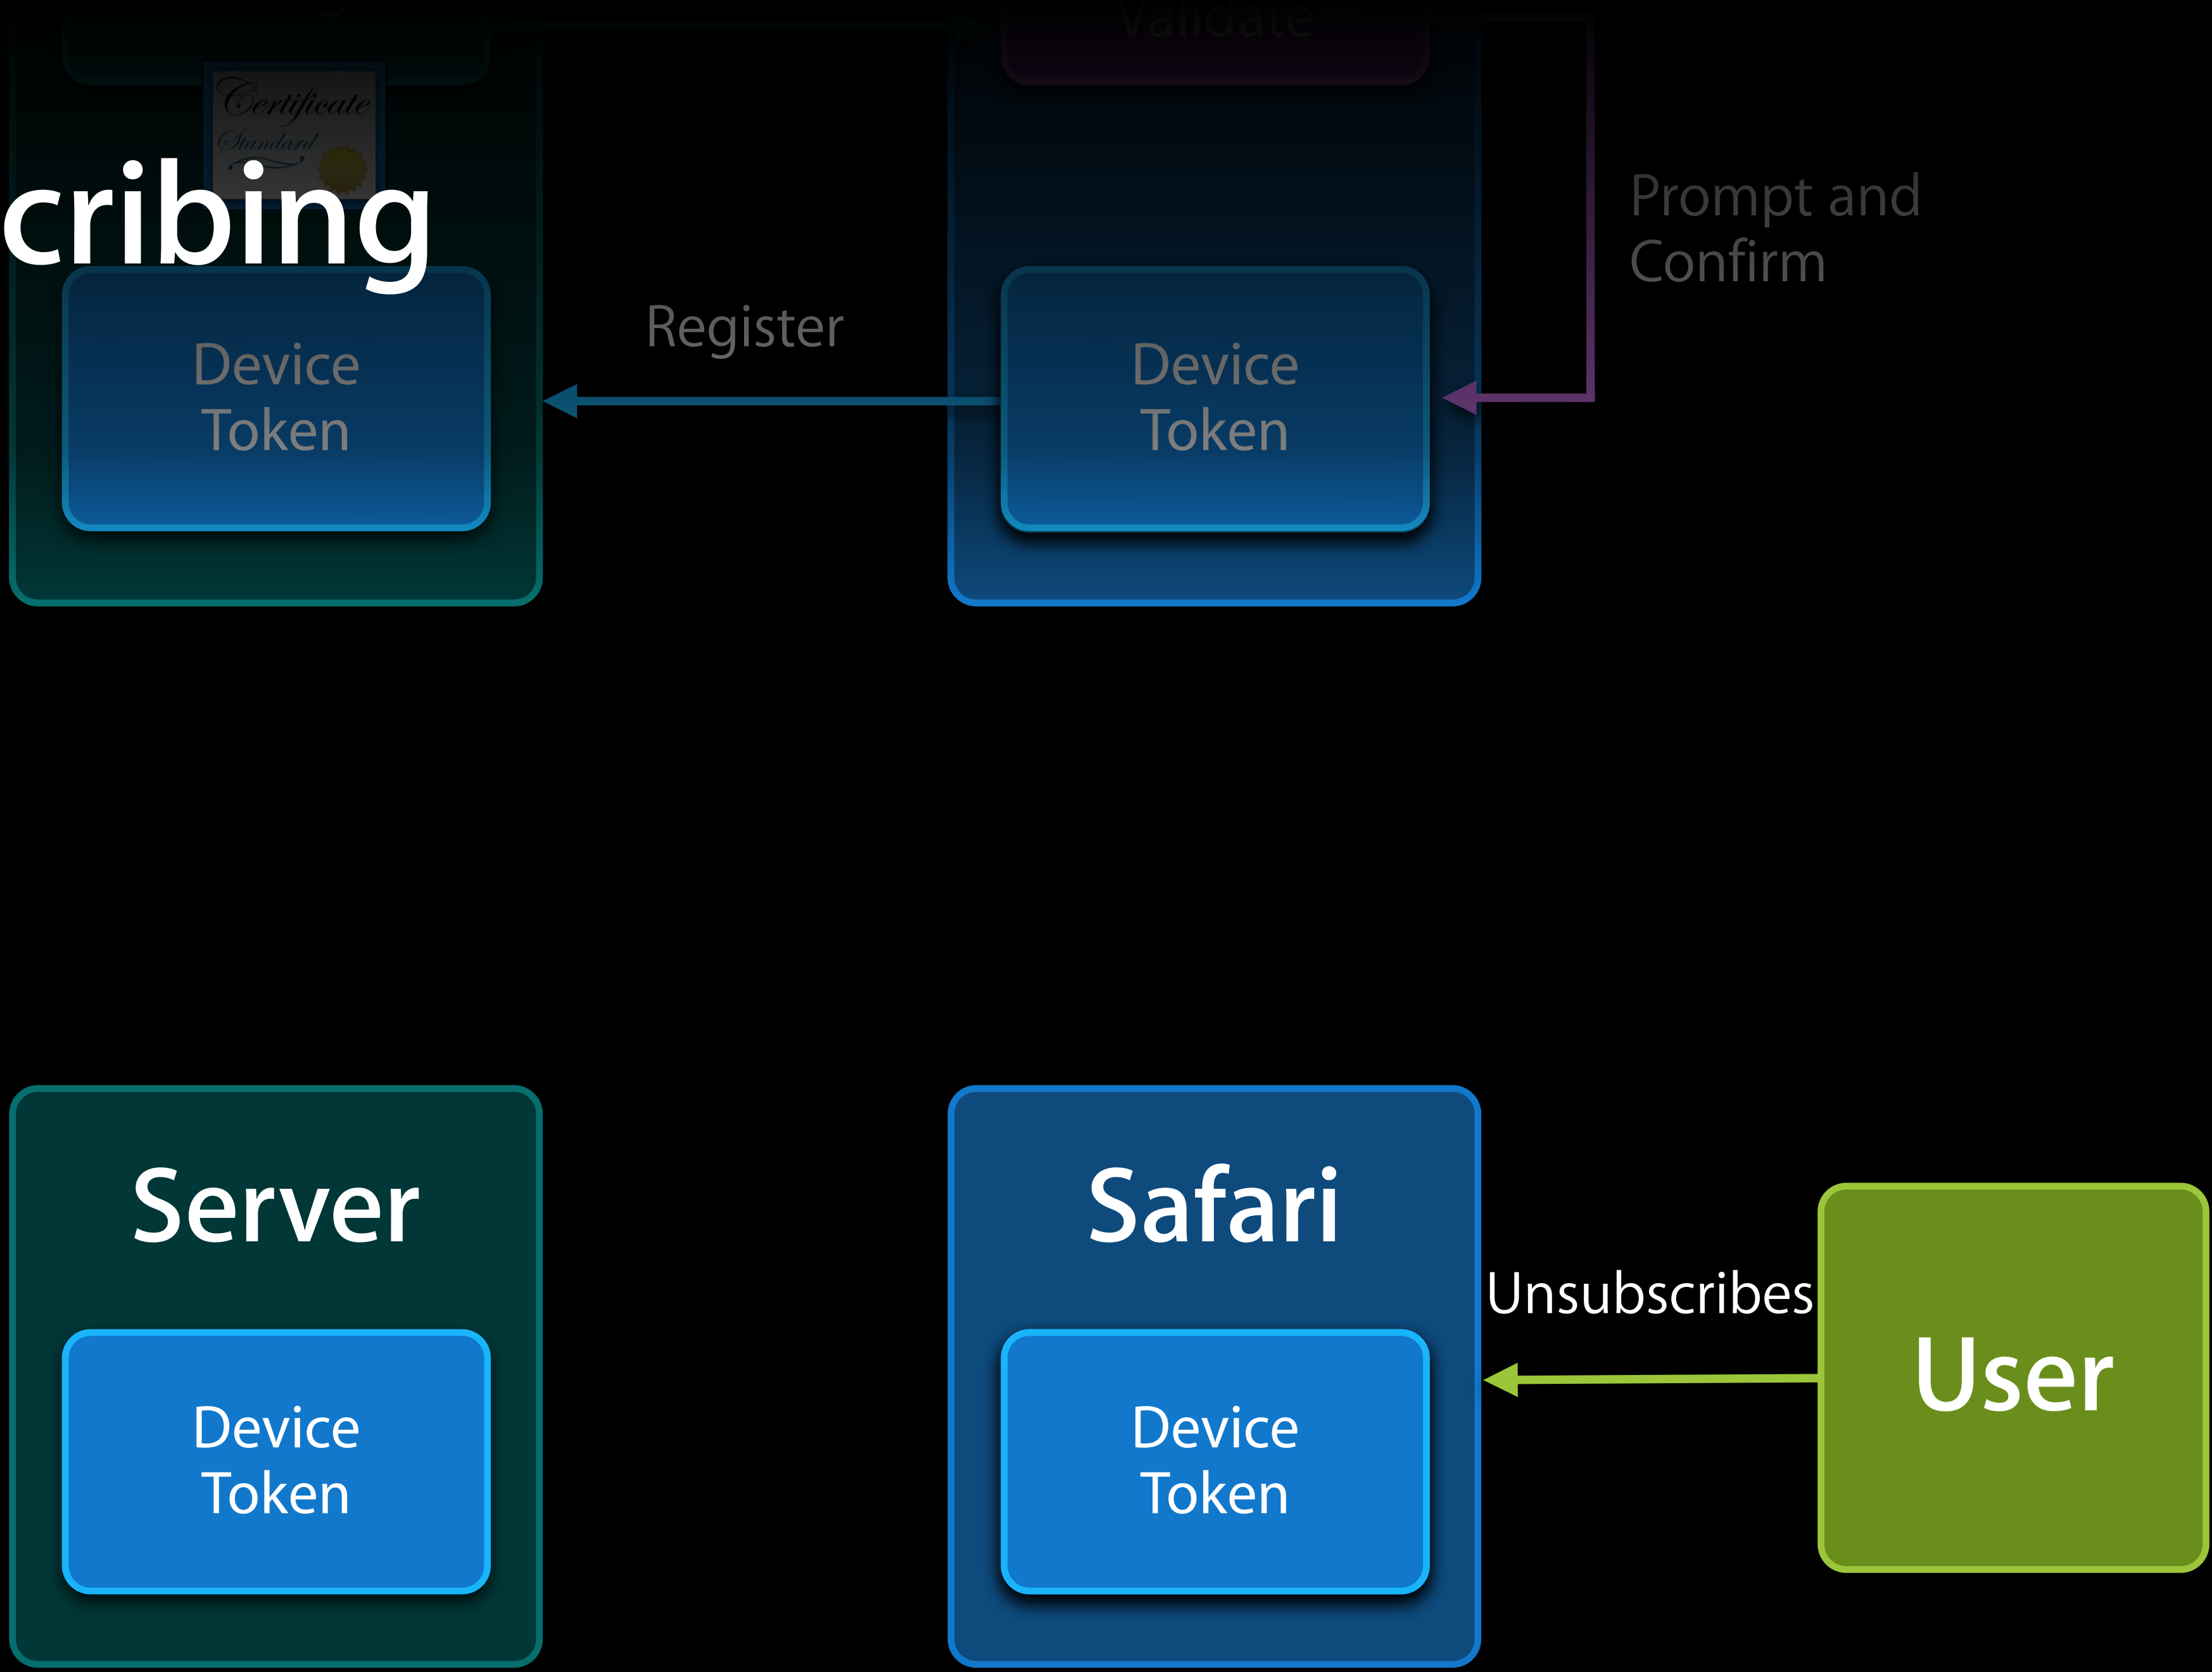 Validate
Certificate
Standard
cribing
Prompt and
Confirm
Register
Device
Token
Device
Token
Server
Safari
Unsubscribes
User
Device
Token
Device
Token